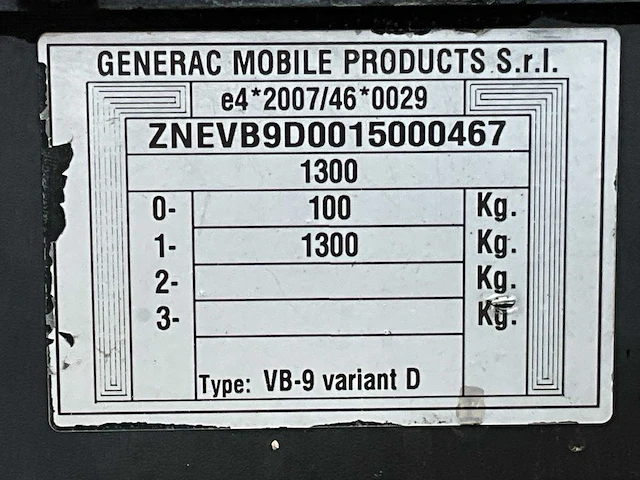 GENERAC MOBILE PRODUCTS S.r.l.
e4*2007/46*0029
ZNEVB9D0015000467
1300
0- 100 Kg.
1- 1300 Kg.
2- Kg.
3- Kg.
Type: VB-9 variant D